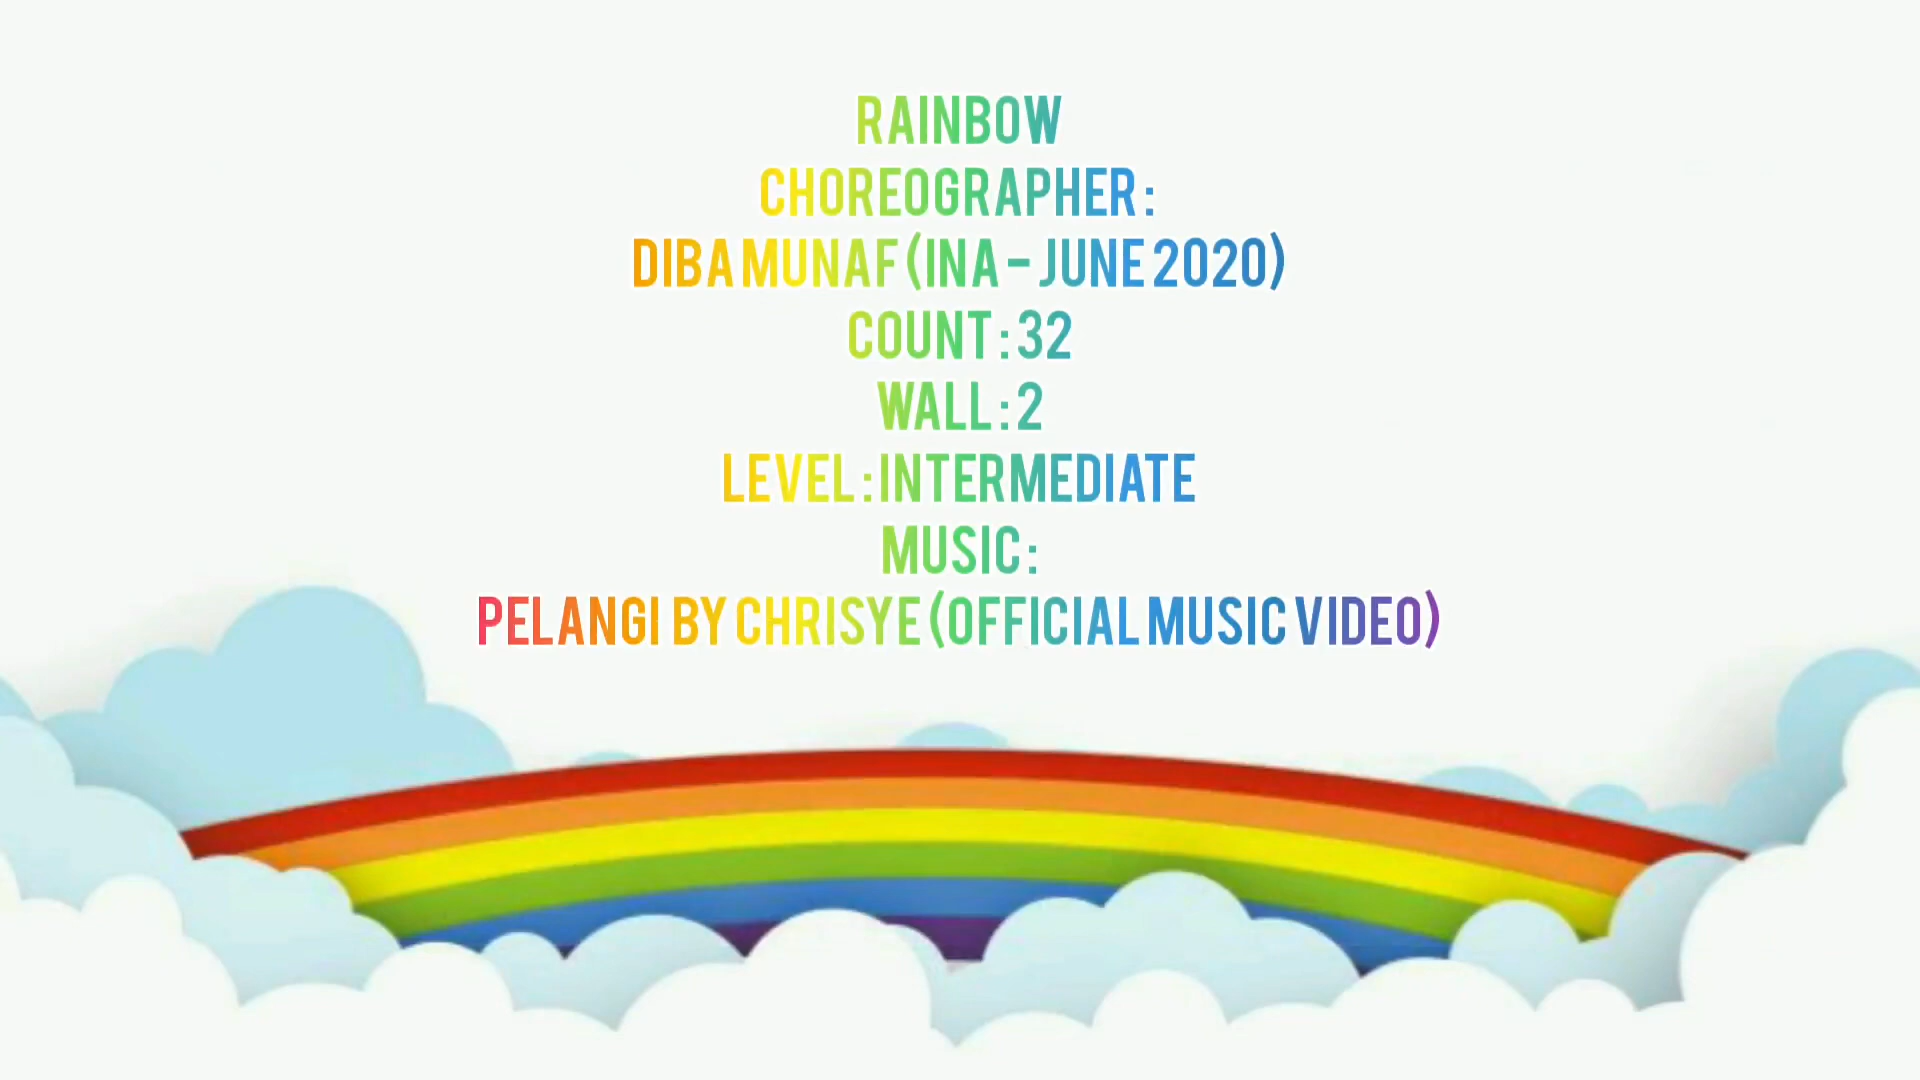 RAINBOW
CHOREOGRAPHER :
DIBA MUNAF (INA - JUNE 2020)
COUNT : 32
WALL : 2
LEVEL : INTERMEDIATE
MUSIC :
PELANGI BY CHRISYE (OFFICIAL MUSIC VIDEO)